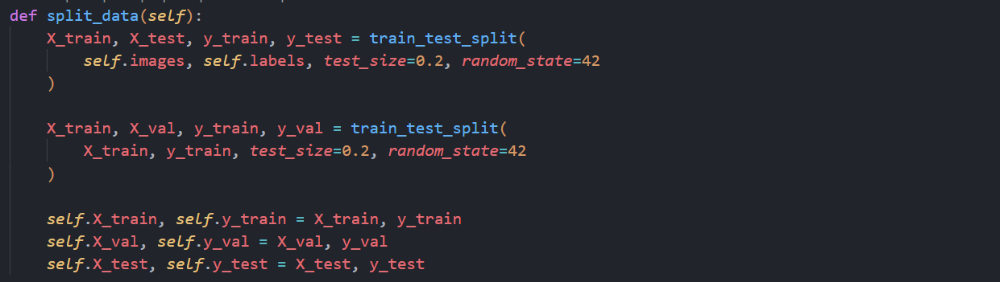 def split_data(self):
    X_train, X_test, y_train, y_test = train_test_split(
        self.images, self.labels, test_size=0.2, random_state=42
    )

    X_train, X_val, y_train, y_val = train_test_split(
        X_train, y_train, test_size=0.2, random_state=42
    )

    self.X_train, self.y_train = X_train, y_train
    self.X_val, self.y_val = X_val, y_val
    self.X_test, self.y_test = X_test, y_test